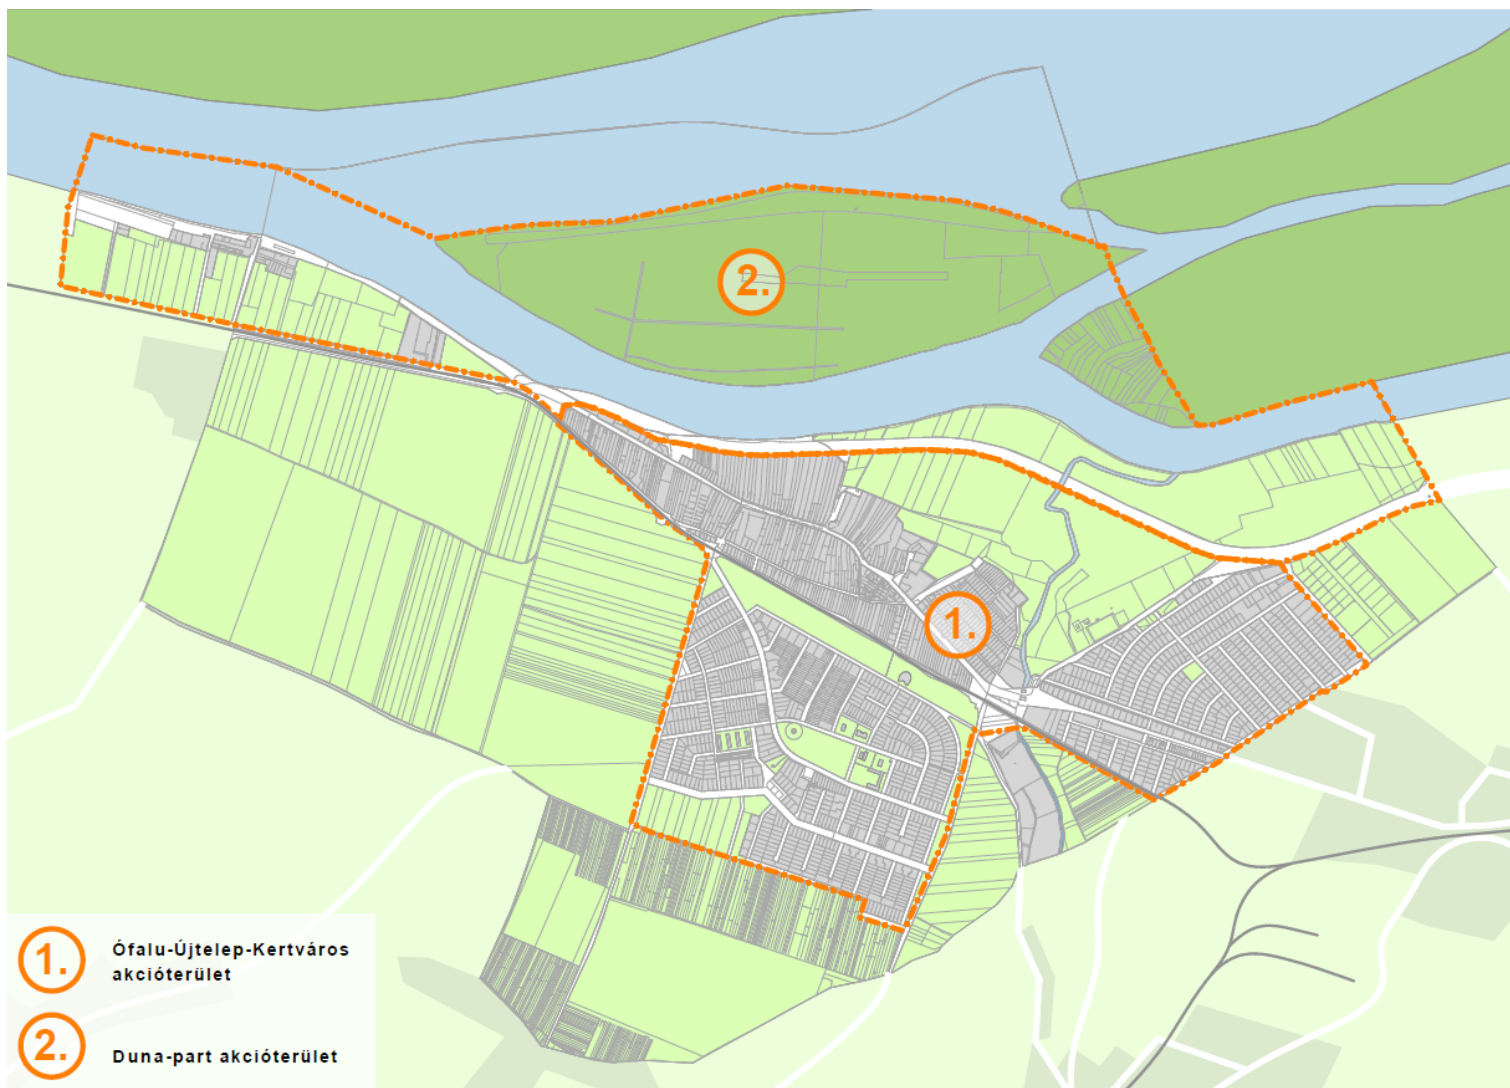 2.
1.
1.
Ófalu-Újtelep-Kertváros
akcióterület
2.
Duna-part akcióterület